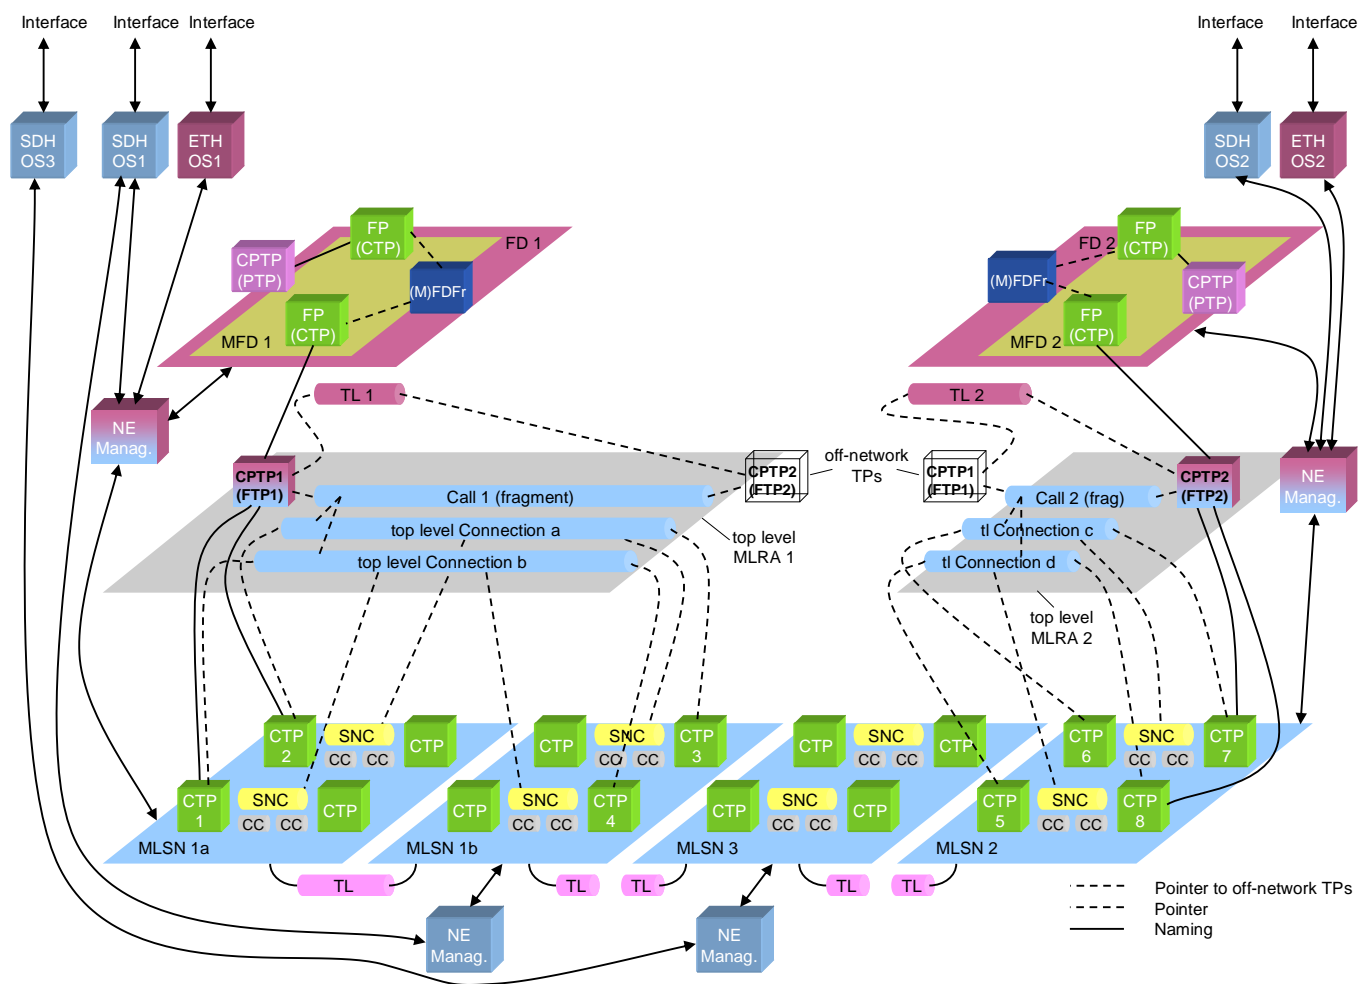 Interface
Interface
Interface
Interface
Interface
SDH
OS3
SDH
OS1
ETH
OS1
SDH
OS2
ETH
OS2
FP
(CTP)
FD 1
CPTP
(PTP)
(M)FDFr
FP
(CTP)
MFD 1
FP
(CTP)
FD 2
(M)FDFr
CPTP
(PTP)
FP
(CTP)
MFD 2
TL 1
TL 2
NE
Manag.
CPTP1
(FTP1)
CPTP2
(FTP2)
off-network
TPs
CPTP1
(FTP1)
CPTP2
(FTP2)
NE
Manag.
Call 1 (fragment)
Call 2 (frag)
top level Connection a
tl Connection c
top level
MLRA 1
top level Connection b
tl Connection d
top level
MLRA 2
CTP
2
SNC
CC
CC
CTP
CTP
SNC
CC
CC
CTP
3
CTP
SNC
CC
CC
CTP
CTP
6
SNC
CC
CC
CTP
7
CTP
1
SNC
CC
CC
CTP
CTP
SNC
CC
CC
CTP
4
CTP
SNC
CC
CC
CTP
CTP
5
SNC
CC
CC
CTP
8
MLSN 1a
MLSN 1b
MLSN 3
MLSN 2
TL
TL
TL
TL
TL
NE
Manag.
NE
Manag.
Pointer to off-network TPs
Pointer
Naming